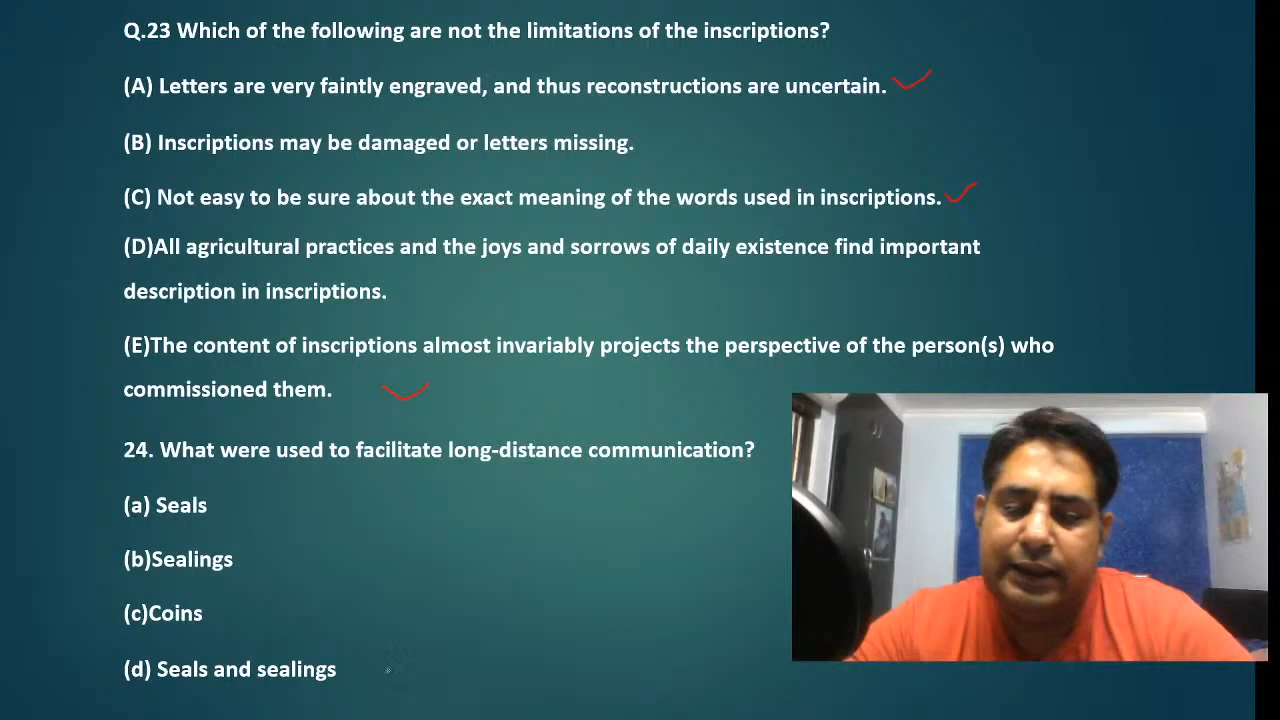 Q.23 Which of the following are not the limitations of the inscriptions?
(A) Letters are very faintly engraved, and thus reconstructions are uncertain.
(B) Inscriptions may be damaged or letters missing.
(C) Not easy to be sure about the exact meaning of the words used in inscriptions.
(D)All agricultural practices and the joys and sorrows of daily existence find important
description in inscriptions.
(E)The content of inscriptions almost invariably projects the perspective of the person(s) who
commissioned them.
24. What were used to facilitate long-distance communication?
(a) Seals
(b)Sealings
(c)Coins
(d) Seals and sealings